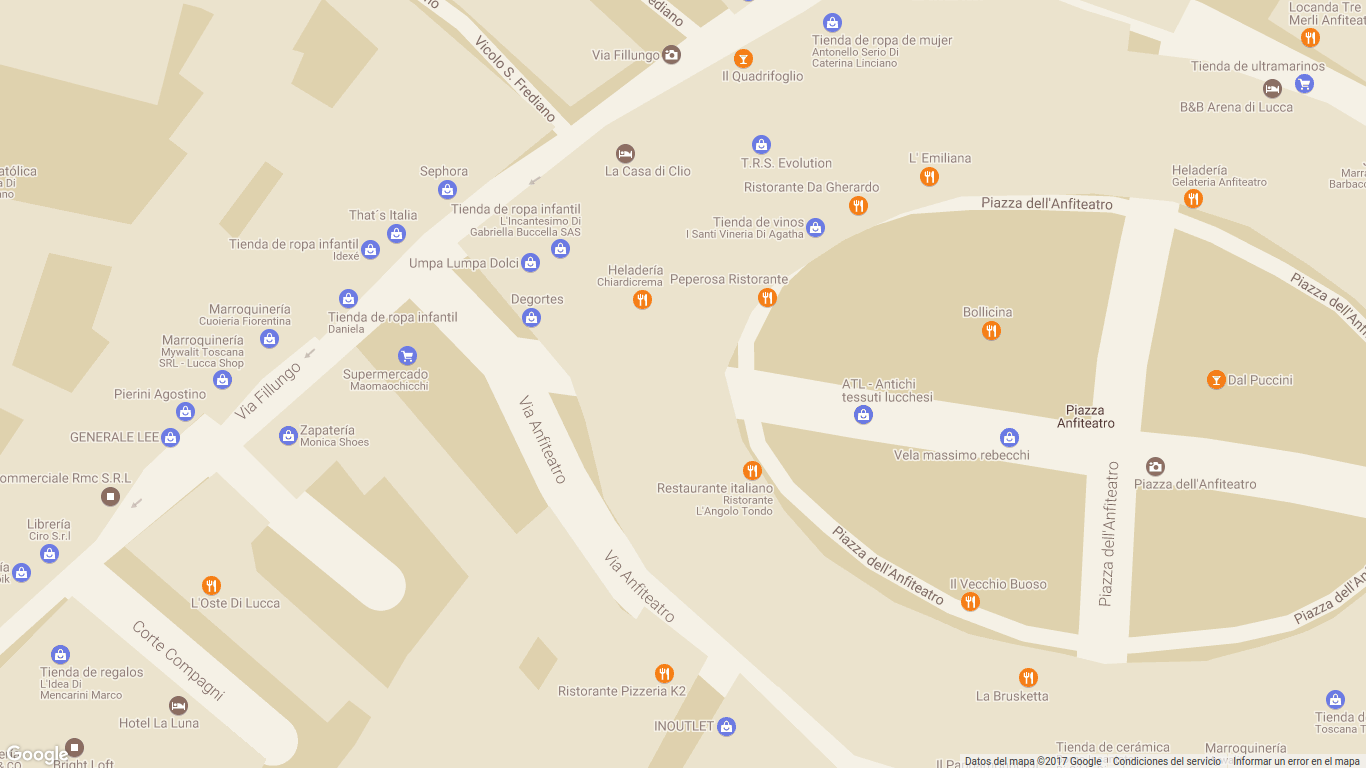 Locanda Tre
Merli Anfiteat
Tienda de ropa de mujer
Antonello Serio Di
Caterina Linciano
Via Fillungo
Il Quadrifoglio
Vicolo S. Frediano
Tienda de ultramarinos
B&B Arena di Lucca
T.R.S. Evolution
La Casa di Clio
L' Emiliana
Sephora
Heladería
Gelateria Anfiteatro
Ristorante Da Gherardo
Piazza dell'Anfiteatro
That´s Italia
Tienda de ropa infantil
L'Incantesimo Di
Gabriella Buccella SAS
Tienda de vinos
I Santi Vineria Di Agatha
Tienda de ropa infantil
Idexé
Umpa Lumpa Dolci
Heladería
Chiardicrema
Peperosa Ristorante
Piazza dell'Anf
Degortes
Marroquinería
Cuoieria Fiorentina
Tienda de ropa infantil
Daniela
Bollicina
Marroquinería
Mywalit Toscana
SRL - Lucca Shop
Supermercado
Maomaochicchi
Via Fillungo
Dal Puccini
Pierini Agostino
ATL - Antichi
tessuti lucchesi
Piazza
Anfiteatro
GENERALE LEE
Zapatería
Monica Shoes
Via Anfiteatro
Vela massimo rebecchi
ommerciale Rmc S.R.L
Restaurante italiano
Ristorante
L'Angolo Tondo
Piazza dell'Anfiteatro
Piazza dell'Anfiteatro
Librería
Ciro S.r.l
Piazza dell'Anfiteatro
Via Anfiteatro
Il Vecchio Buoso
L'Oste Di Lucca
Piazza dell'An
Corte Compagni
Tienda de regalos
L'Idea Di
Mencarini Marco
Ristorante Pizzeria K2
La Brusketta
Hotel La Luna
INOUTLET
Tienda d
Toscana T
Tienda de cerámica
Marroquinería
Google
Bright Loft
Datos del mapa ©2017 Google
Condiciones del servicio
Informar un error en el mapa